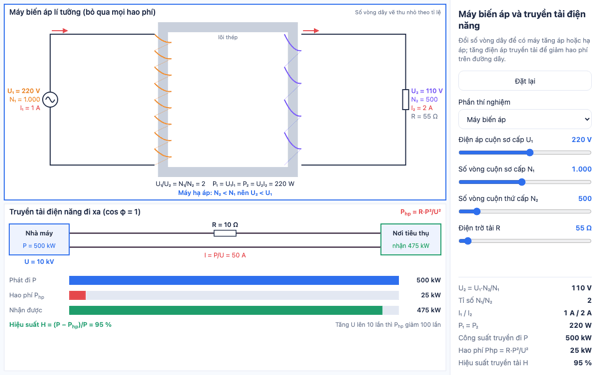 Máy biến áp lí tưởng (bỏ qua mọi hao phí)
Số vòng dây vẽ thu nhỏ theo tỉ lệ
lõi thép
U₁ = 220 V
N₁ = 1.000
I₁ = 1 A
U₂ = 110 V
N₂ = 500
I₂ = 2 A
R = 55 Ω
U₁/U₂ = N₁/N₂ = 2 P₁ = U₁I₁ = P₂ = U₂I₂ = 220 W
Máy hạ áp: N₂ < N₁ nên U₂ < U₁
Truyền tải điện năng đi xa (cos φ = 1)
Php = R·P²/U²
Nhà máy
P = 500 kW
U = 10 kV
R = 10 Ω
I = P/U = 50 A
Nơi tiêu thụ
nhận 475 kW
Phát đi P
500 kW
Hao phí Php
25 kW
Nhận được
475 kW
Hiệu suất H = (P − Php)/P = 95 %
Tăng U lên 10 lần thì Php giảm 100 lần
Máy biến áp và truyền tải điện
năng
Đổi số vòng dây để có máy tăng áp hoặc hạ
áp; tăng điện áp truyền tải để giảm hao phí
trên đường dây.
Đặt lại
Phần thí nghiệm
Máy biến áp
Điện áp cuộn sơ cấp U₁ 220 V
Số vòng cuộn sơ cấp N₁ 1.000
Số vòng cuộn thứ cấp N₂ 500
Điện trở tải R 55 Ω
U₂ = U₁·N₂/N₁ 110 V
Tỉ số N₁/N₂ 2
I₁ / I₂ 1 A / 2 A
P₁ = P₂ 220 W
Công suất truyền đi P 500 kW
Hao phí Php = R·P²/U² 25 kW
Hiệu suất truyền tải H 95 %